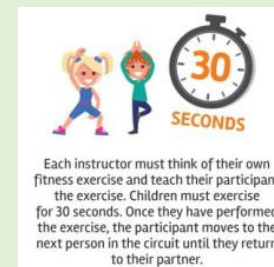 30
SECONDS
Each instructor must think of their own
fitness exercise and teach their participan
the exercise. Children must exercise
for 30 seconds. Once they have performed
the exercise, the participant moves to the
next person in the circuit until they return
to their partner.